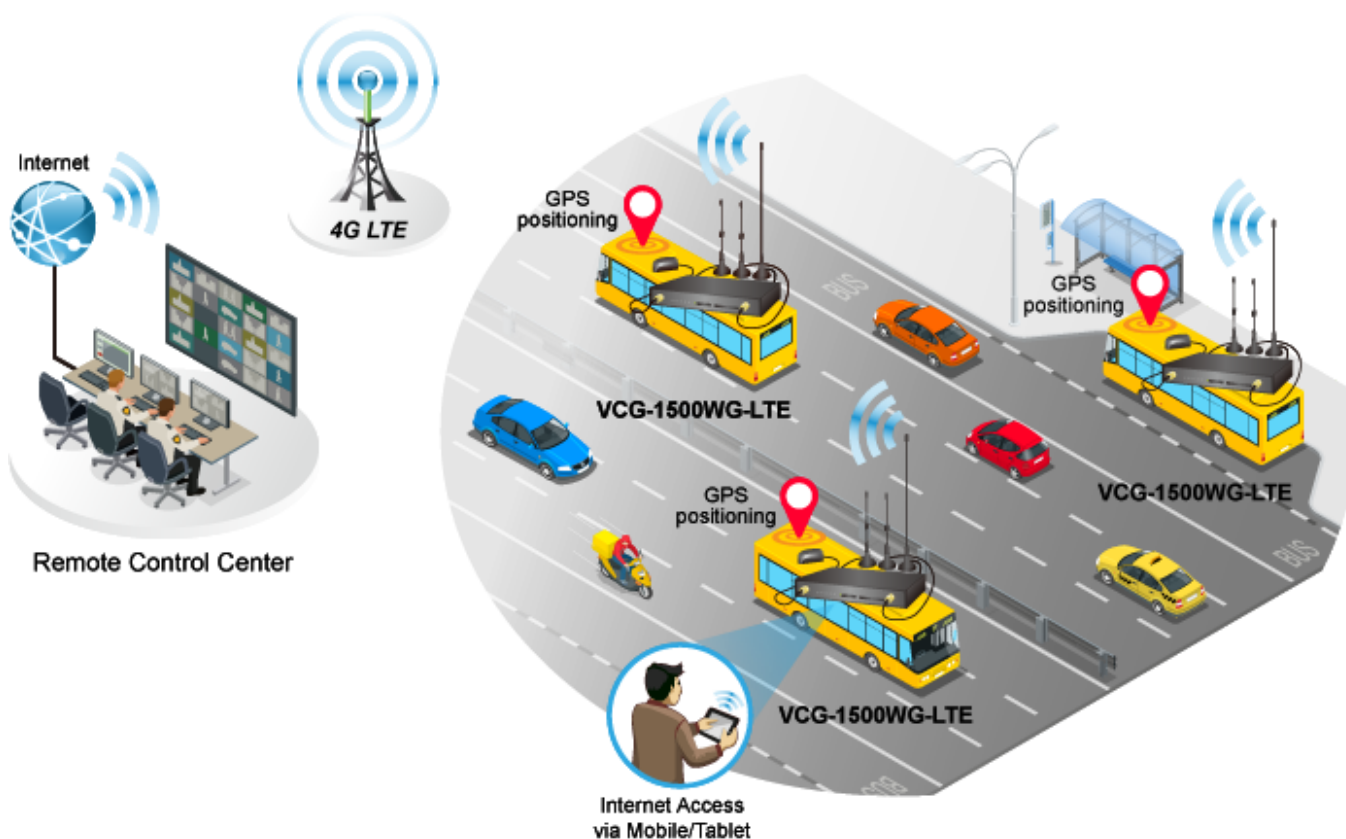 Internet
4G LTE
Remote Control Center
GPS
positioning
VCG-1500WG-LTE
BUS
GPS
positioning
VCG-1500WG-LTE
GPS
positioning
VCG-1500WG-LTE
BUS
BUS
Internet Access
via Mobile/Tablet